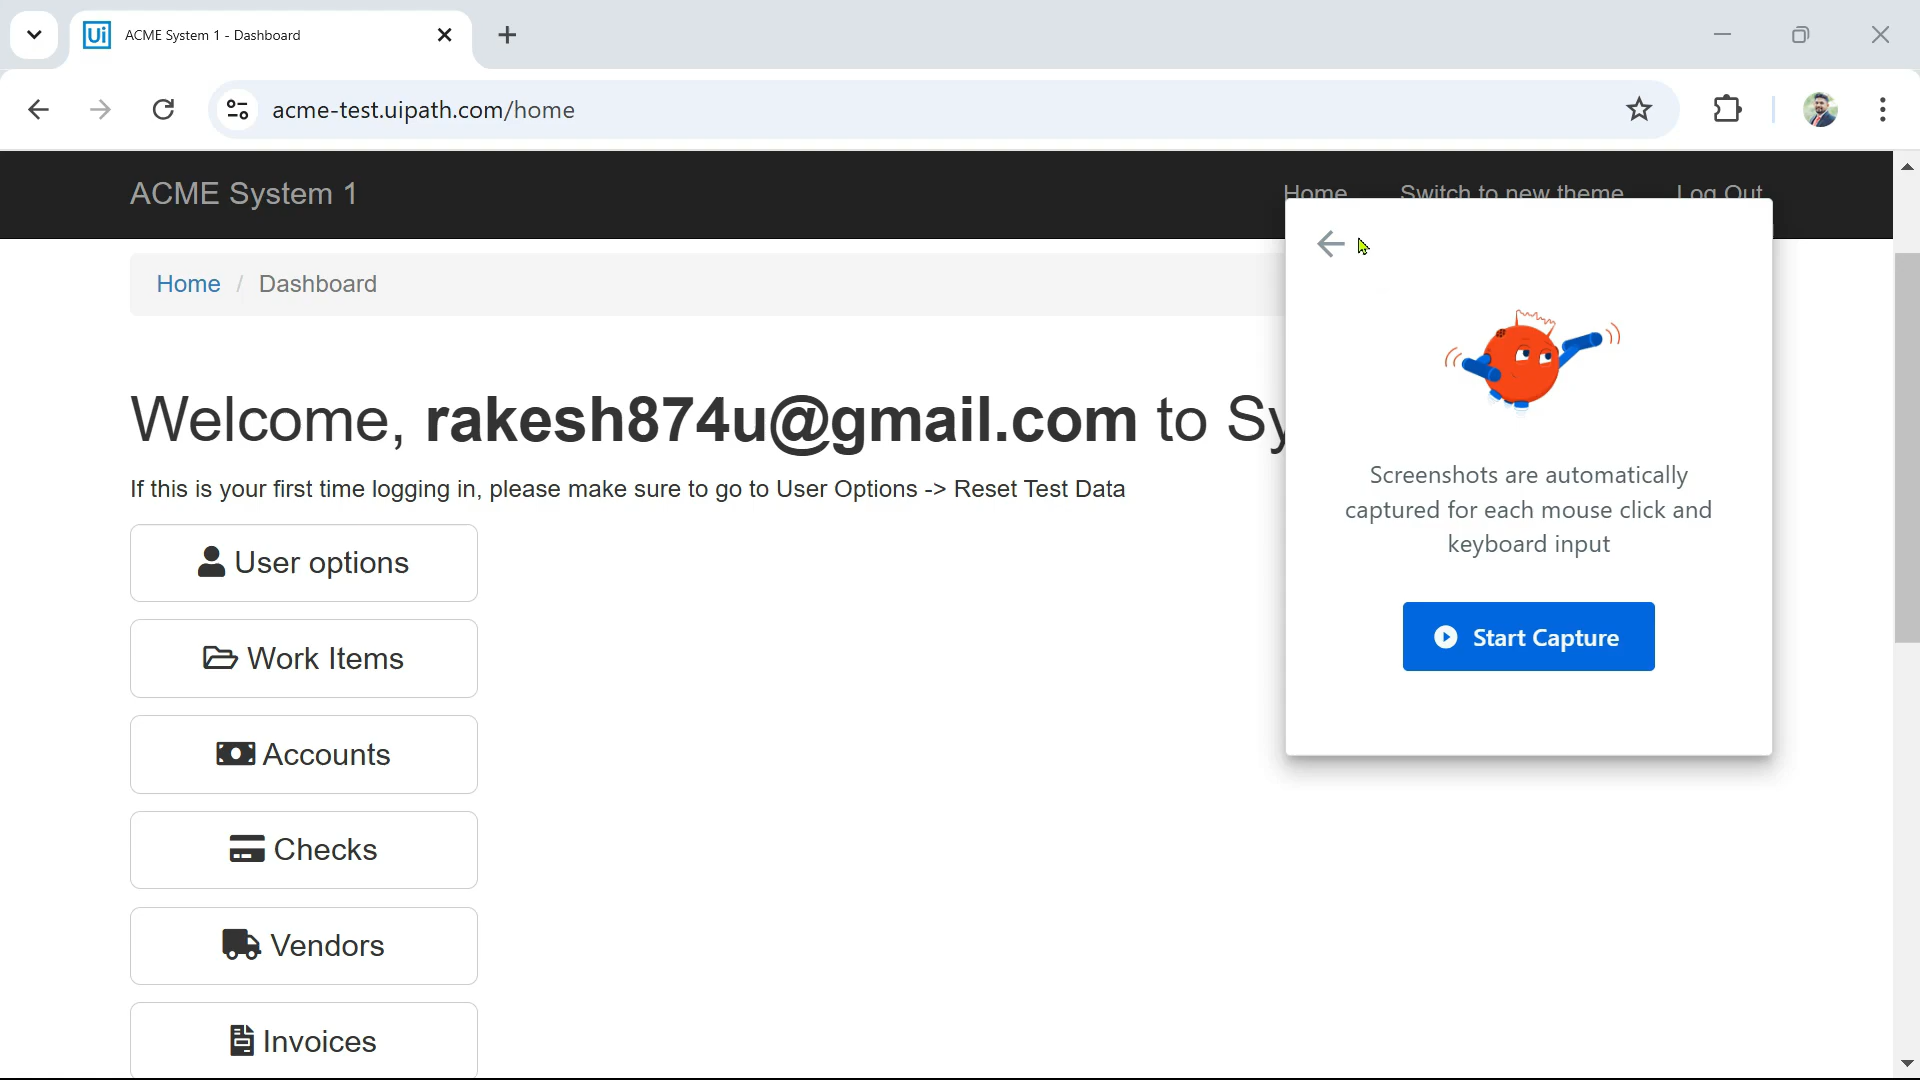 Ui ACME System 1 - Dashboard
acme-test.uipath.com/home
ACME System 1
Home Switch to new theme Log Out
Home / Dashboard
Welcome, rakesh874u@gmail.com to Sy
If this is your first time logging in, please make sure to go to User Options -> Reset Test Data
User options
Work Items
Accounts
Checks
Vendors
Invoices
Screenshots are automatically
captured for each mouse click and
keyboard input
Start Capture